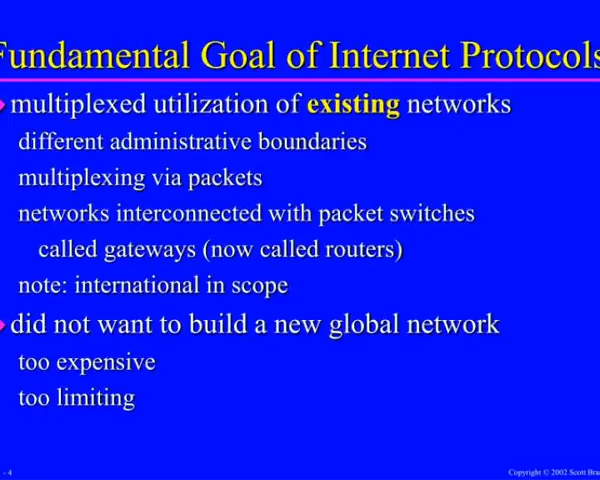 Fundamental Goal of Internet Protocols
multiplexed utilization of existing networks
different administrative boundaries
multiplexing via packets
networks interconnected with packet switches
called gateways (now called routers)
note: international in scope
did not want to build a new global network
too expensive
too limiting
- 4
Copyright © 2002 Scott